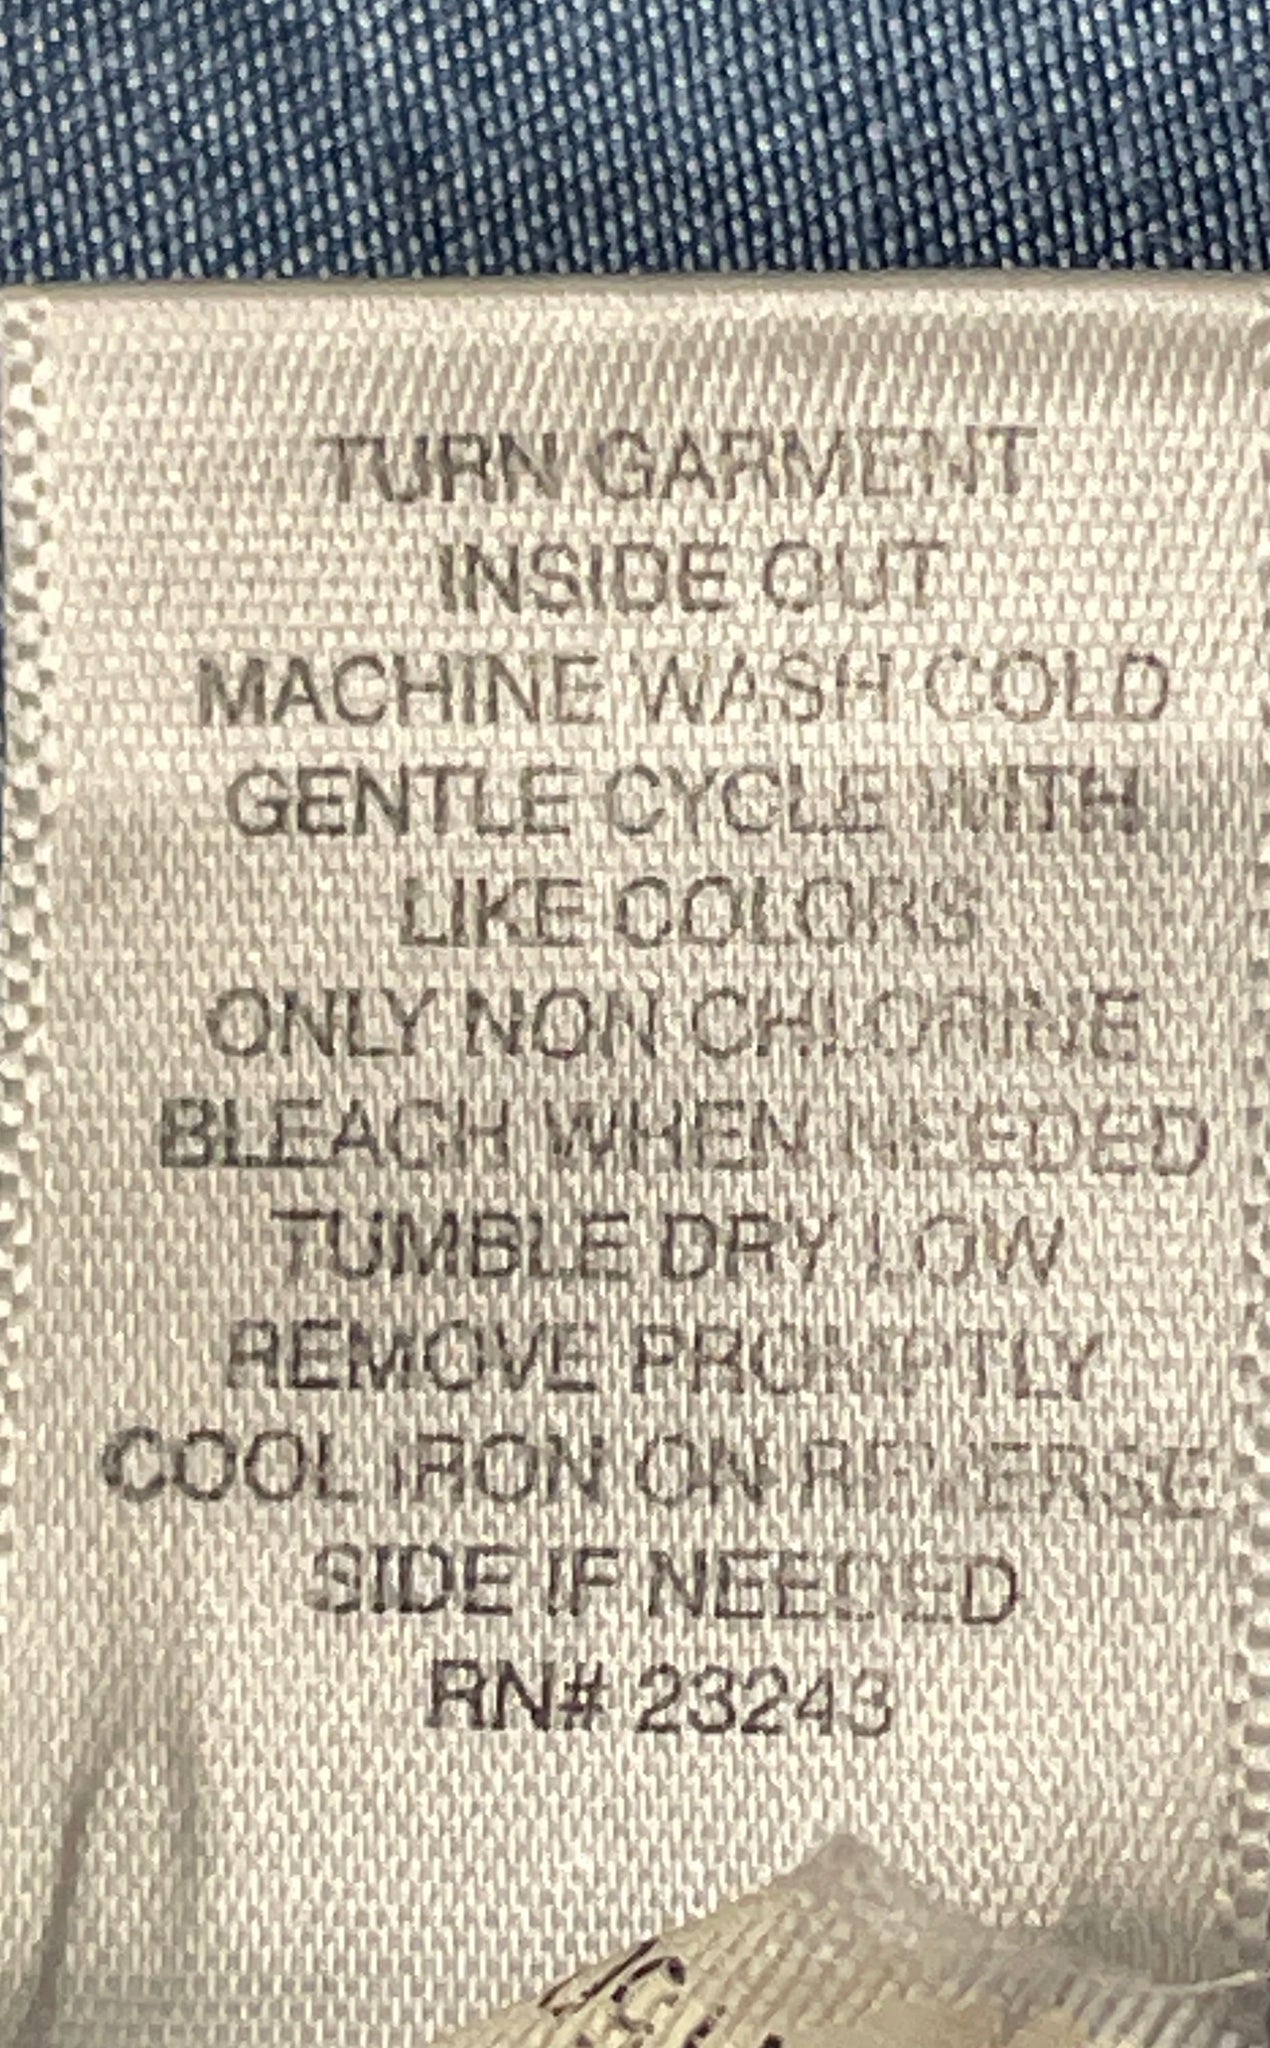 TURN GARMENT
INSIDE OUT
MACHINE WASH COLD
GENTLE CYCLE WITH
LIKE COLORS
ONLY NON CHLORINE
BLEACH WHEN NEEDED
TUMBLE DRY LOW
REMOVE PROMPTLY
COOL IRON ON REVERSE
SIDE IF NEEDED
RN# 23243